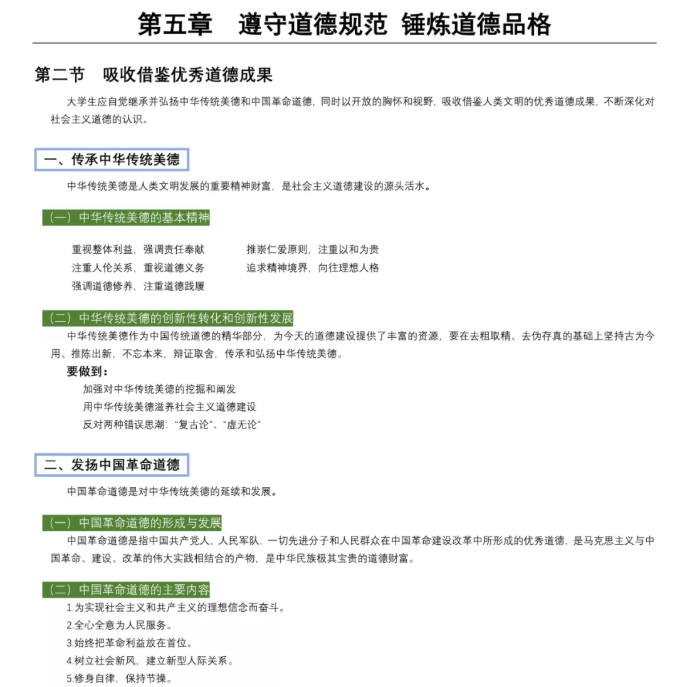 第五章　遵守道德规范 锤炼道德品格
第二节　吸收借鉴优秀道德成果
大学生应自觉继承并弘扬中华传统美德和中国革命道德，同时以开放的胸怀和视野，吸收借鉴人类文明的优秀道德成果，不断深化对
社会主义道德的认识。
一、传承中华传统美德
中华传统美德是人类文明发展的重要精神财富，是社会主义道德建设的源头活水。
（一）中华传统美德的基本精神
重视整体利益，强调责任奉献　推崇仁爱原则，注重以和为贵
注重人伦关系，重视道德义务　追求精神境界，向往理想人格
强调道德修养，注重道德践履
（二）中华传统美德的创新性转化和创新性发展
中华传统美德作为中国传统道德的精华部分，为今天的道德建设提供了丰富的资源，要在去粗取精、去伪存真的基础上坚持古为今
用、推陈出新，不忘本来，辩证取舍，传承和弘扬中华传统美德。
要做到：
加强对中华传统美德的挖掘和阐发
用中华传统美德滋养社会主义道德建设
反对两种错误思潮：“复古论”、“虚无论”
二、发扬中国革命道德
中国革命道德是对中华传统美德的延续和发展。
（一）中国革命道德的形成与发展
中国革命道德是指中国共产党人，人民军队，一切先进分子和人民群众在中国革命建设改革中所形成的优秀道德，是马克思主义与中
国革命、建设、改革的伟大实践相结合的产物，是中华民族极其宝贵的道德财富。
（二）中国革命道德的主要内容
1.为实现社会主义和共产主义的理想信念而奋斗。
2.全心全意为人民服务。
3.始终把革命利益放在首位。
4.树立社会新风，建立新型人际关系。
5.修身自律，保持节操。